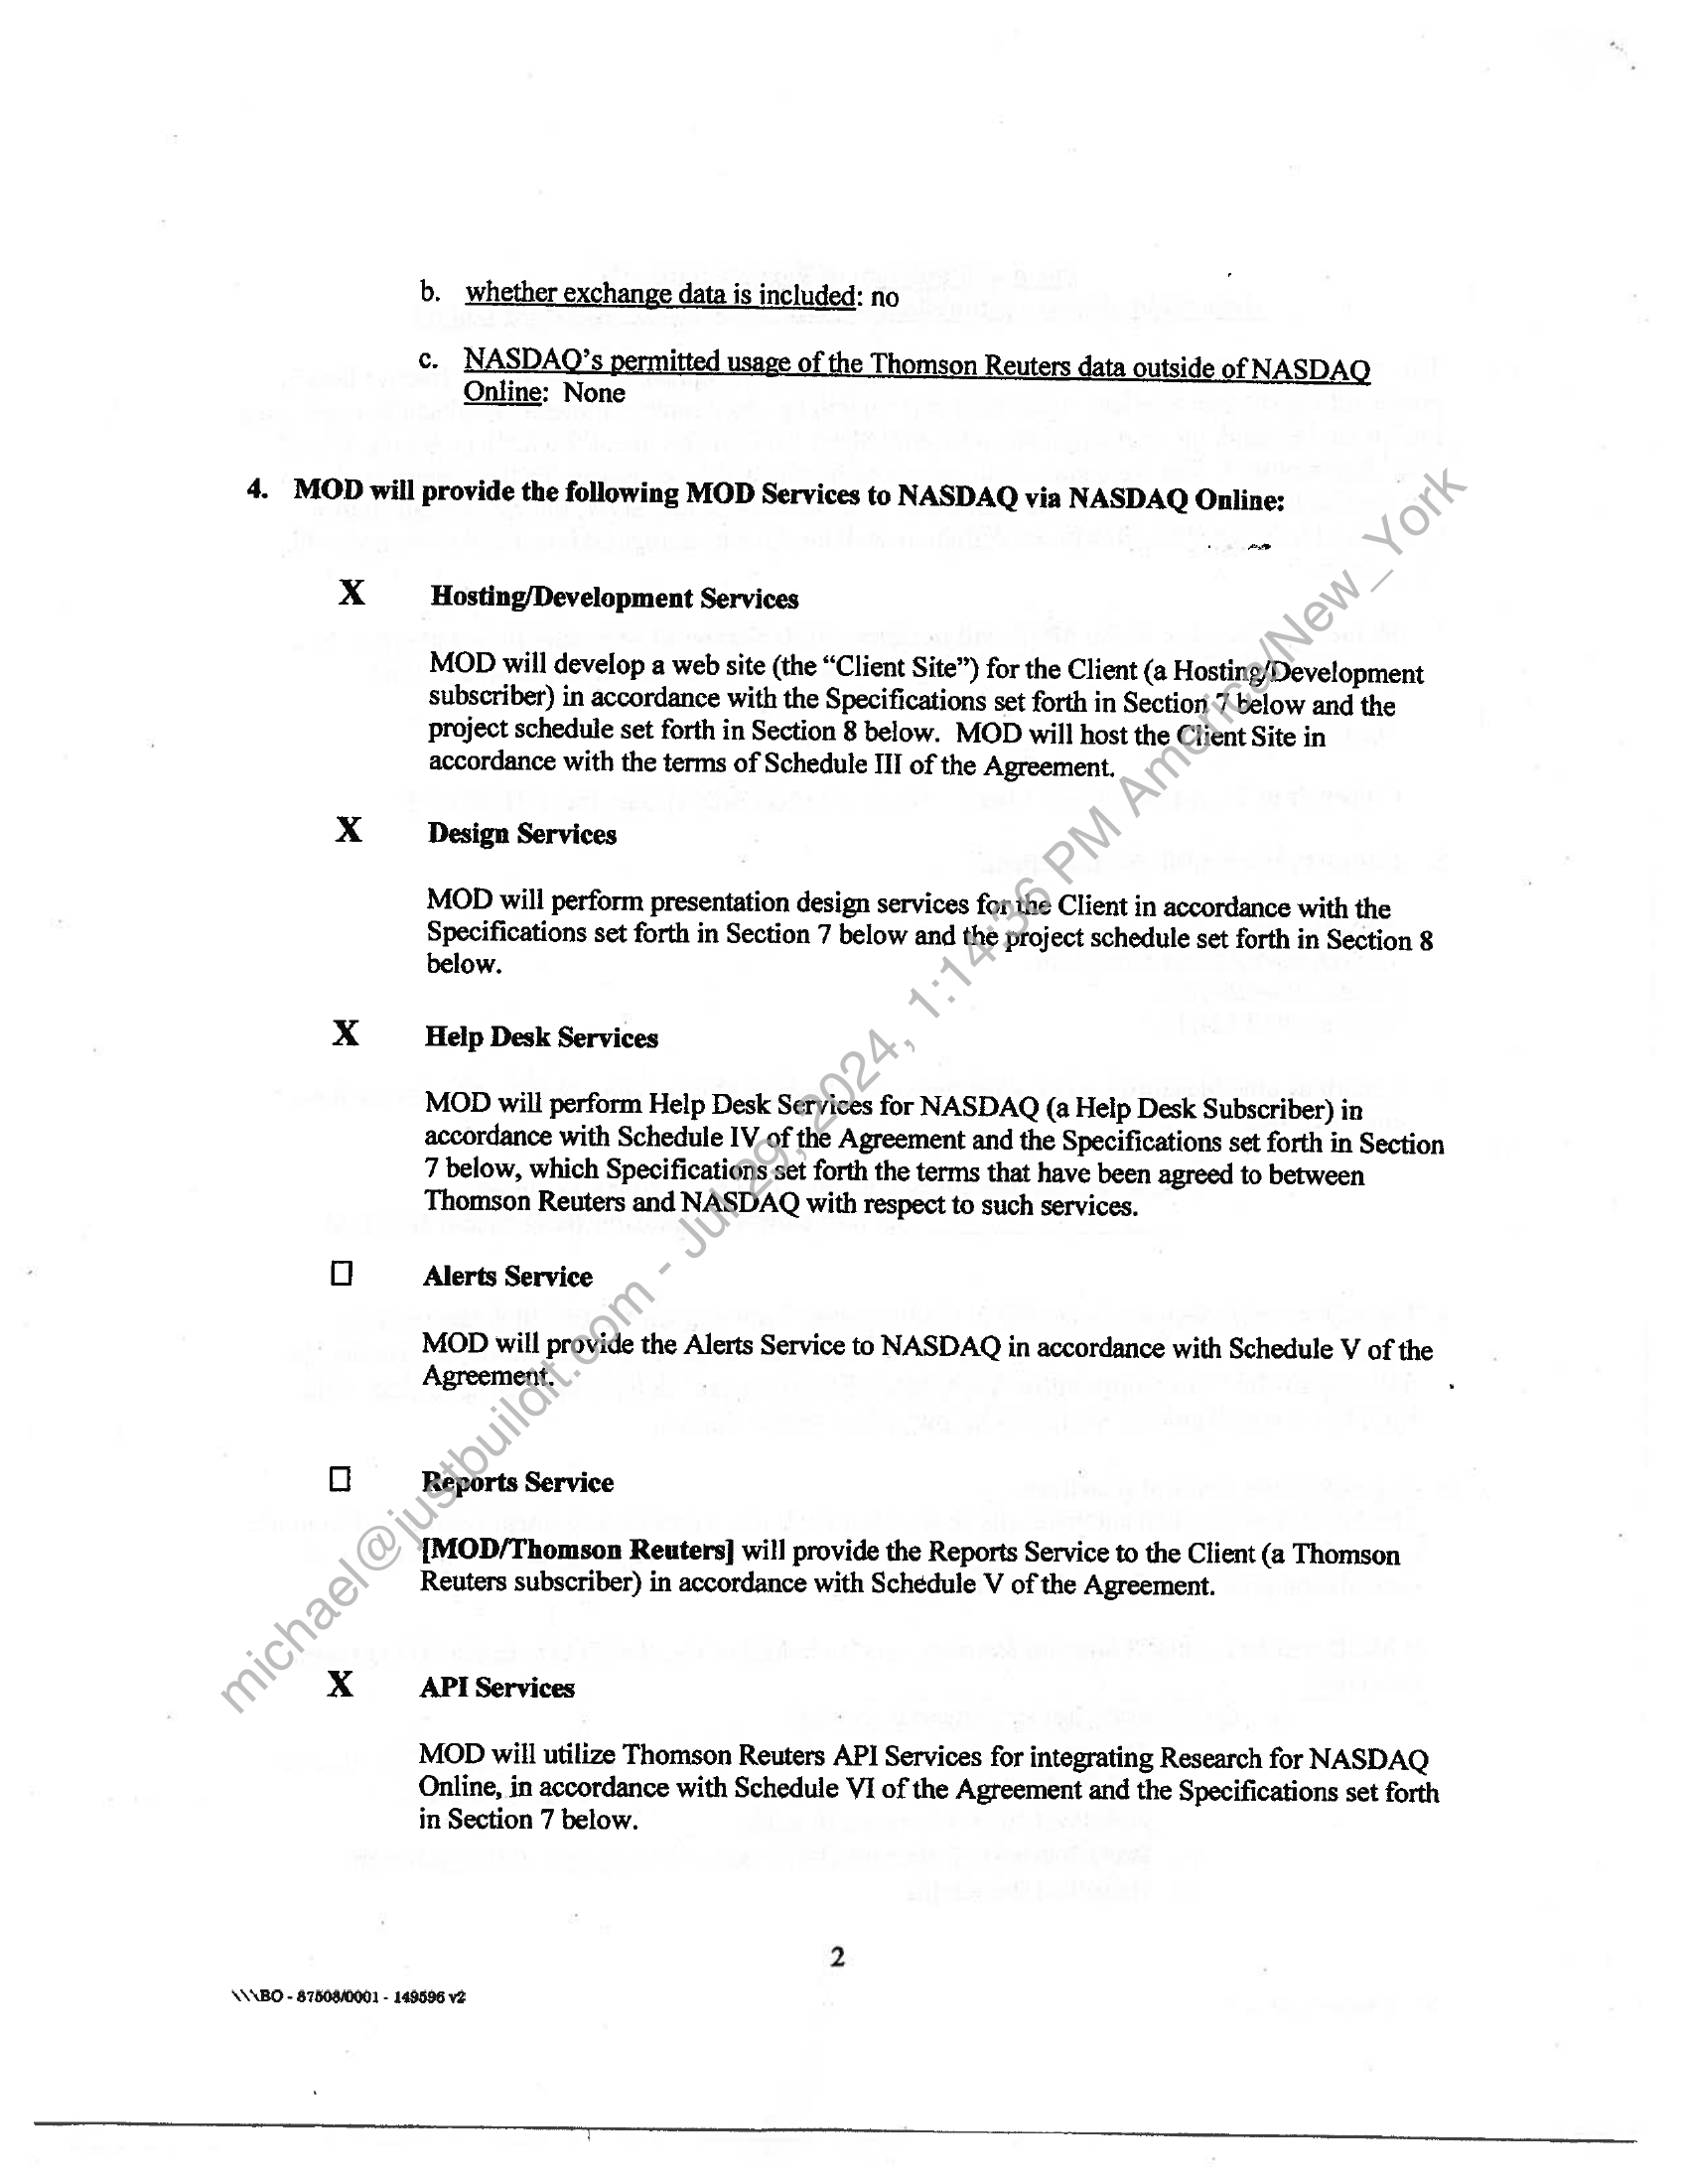 b. whether exchange data is included: no
c. NASDAQ's permitted usage of the Thomson Reuters data outside of NASDAQ
Online: None
4. MOD will provide the following MOD Services to NASDAQ via NASDAQ Online:
X Hosting/Development Services
MOD will develop a web site (the “Client Site”) for the Client (a Hosting/Development
subscriber) in accordance with the Specifications set forth in Section 7 below and the
project schedule set forth in Section 8 below. MOD will host the Client Site in
accordance with the terms of Schedule III of the Agreement.
X Design Services
MOD will perform presentation design services for the Client in accordance with the
Specifications set forth in Section 7 below and the project schedule set forth in Section 8
below.
X Help Desk Services
MOD will perform Help Desk Services for NASDAQ (a Help Desk Subscriber) in
accordance with Schedule IV of the Agreement and the Specifications set forth in Section
7 below, which Specifications set forth the terms that have been agreed to between
Thomson Reuters and NASDAQ with respect to such services.
☐ Alerts Service
MOD will provide the Alerts Service to NASDAQ in accordance with Schedule V of the
Agreement.
☐ Reports Service
[MOD/Thomson Reuters] will provide the Reports Service to the Client (a Thomson
Reuters subscriber) in accordance with Schedule V of the Agreement.
X API Services
MOD will utilize Thomson Reuters API Services for integrating Research for NASDAQ
Online, in accordance with Schedule VI of the Agreement and the Specifications set forth
in Section 7 below.
2
\\\BO - 87508/0001 - 149596 v2
michael@justbuildit.com - Jul 29, 2024, 1:14:36 PM America/New_York